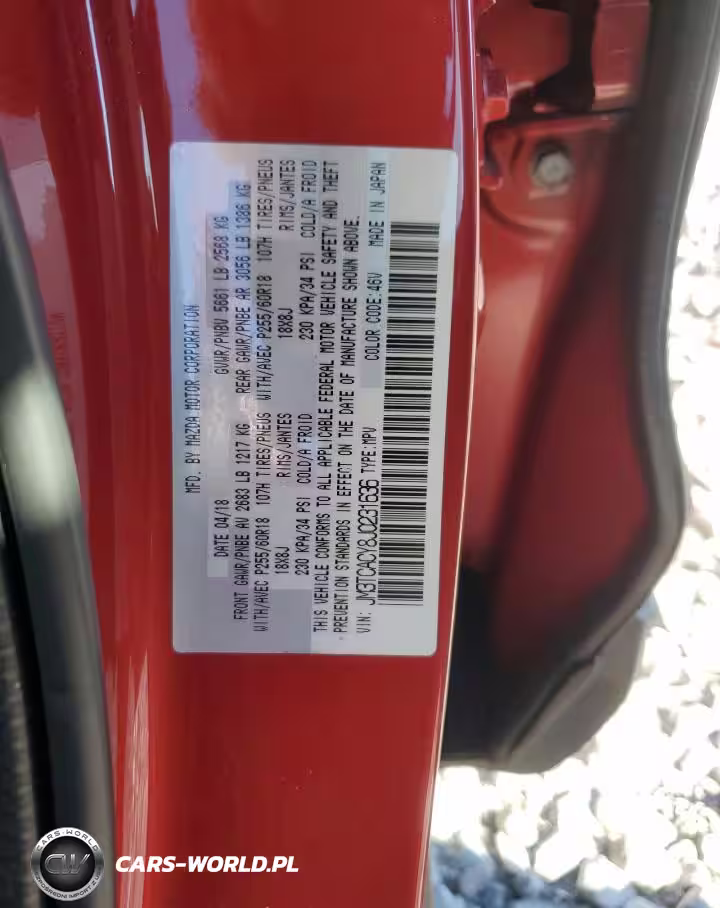 MFD. BY MAZDA MOTOR CORPORATION
DATE 04/18 GVWR/PNBV 5661 LB 2568 KG
FRONT GAWR/PNBE AV 2683 LB 1217 KG REAR GAWR/PNBE AR 3056 LB 1386 KG
WITH/AVEC P255/60R18 107H TIRES/PNEUS WITH/AVEC P255/60R18 107H TIRES/PNEUS
18X8J RIMS/JANTES 18X8J RIMS/JANTES
230 KPA/34 PSI COLD/A FROID 230 KPA/34 PSI COLD/A FROID
THIS VEHICLE CONFORMS TO ALL APPLICABLE FEDERAL MOTOR VEHICLE SAFETY AND THEFT
PREVENTION STANDARDS IN EFFECT ON THE DATE OF MANUFACTURE SHOWN ABOVE.
VIN: JM3TCACY8J0231636 TYPE:MPV COLOR CODE:46V MADE IN JAPAN
CARS-WORLD
CW
CARS-WORLD.PL